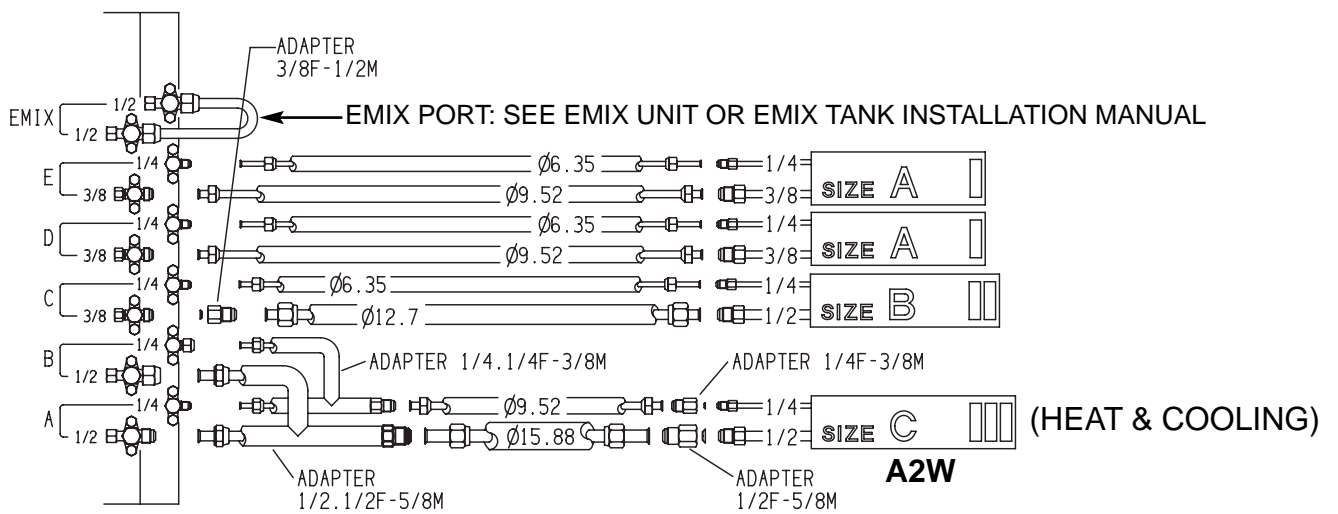 ADAPTER
3/8F-1/2M
EMIX
1/2
1/2
EMIX PORT: SEE EMIX UNIT OR EMIX TANK INSTALLATION MANUAL
E
1/4
Ø6.35
1/4
3/8
Ø9.52
3/8
SIZE A
D
1/4
Ø6.35
1/4
3/8
Ø9.52
3/8
SIZE A
C
1/4
Ø6.35
1/4
3/8
Ø12.7
1/2
SIZE B
B
1/4
1/2
ADAPTER 1/4.1/4F-3/8M
ADAPTER 1/4F-3/8M
A
1/4
Ø9.52
1/4
1/2
Ø15.88
1/2
SIZE C
(HEAT & COOLING)
A2W
ADAPTER
1/2.1/2F-5/8M
ADAPTER
1/2F-5/8M